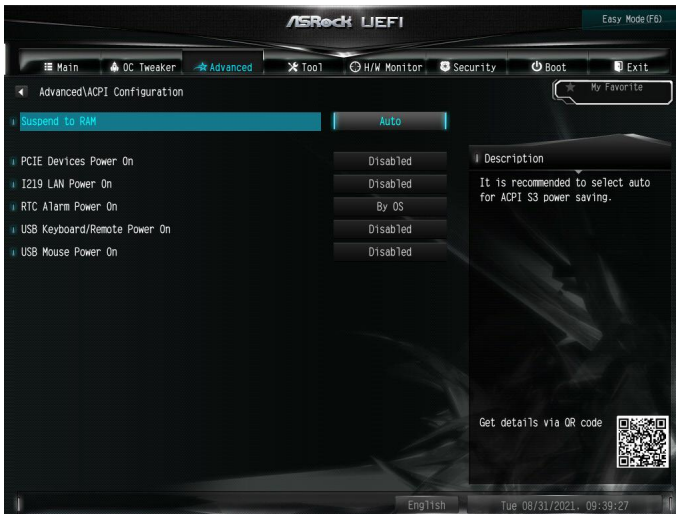 ASRock UEFI
Easy Mode(F6)
Main OC Tweaker Advanced Tool H/W Monitor Security Boot Exit
Advanced\ACPI Configuration
My Favorite
Suspend to RAM Auto
PCIE Devices Power On Disabled
I219 LAN Power On Disabled
RTC Alarm Power On By OS
USB Keyboard/Remote Power On Disabled
USB Mouse Power On Disabled
Description
It is recommended to select auto
for ACPI S3 power saving.
Get details via QR code
English
Tue 08/31/2021. 09:39:27